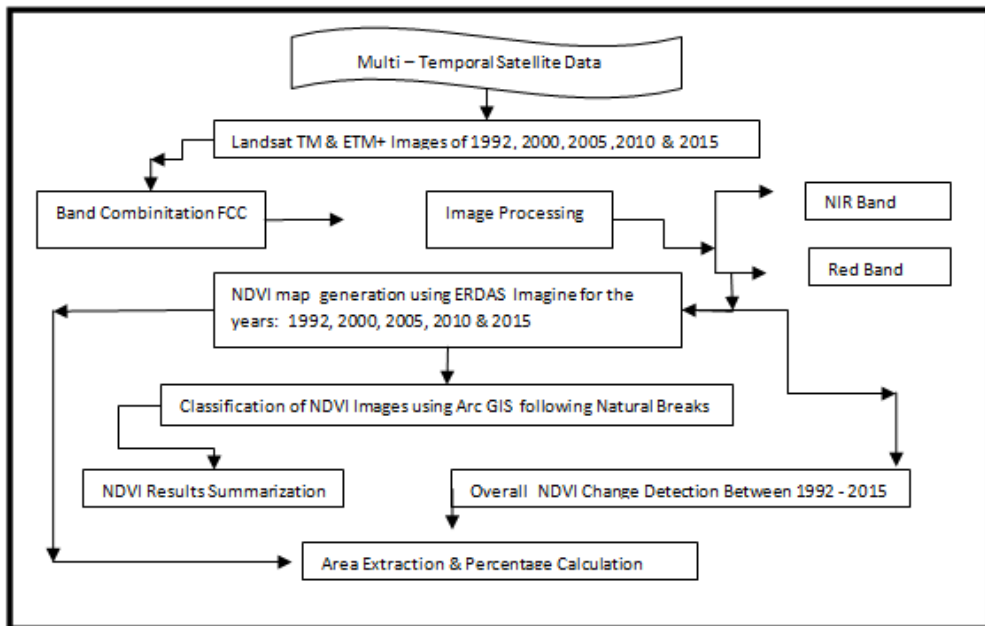 Multi – Temporal Satellite Data
Landsat TM & ETM+ Images of 1992, 2000, 2005 ,2010 & 2015
Band Combinitation FCC
Image Processing
NIR Band
Red Band
NDVI map generation using ERDAS Imagine for the
years: 1992, 2000, 2005, 2010 & 2015
Classification of NDVI Images using Arc GIS following Natural Breaks
NDVI Results Summarization
Overall NDVI Change Detection Between 1992 - 2015
Area Extraction & Percentage Calculation